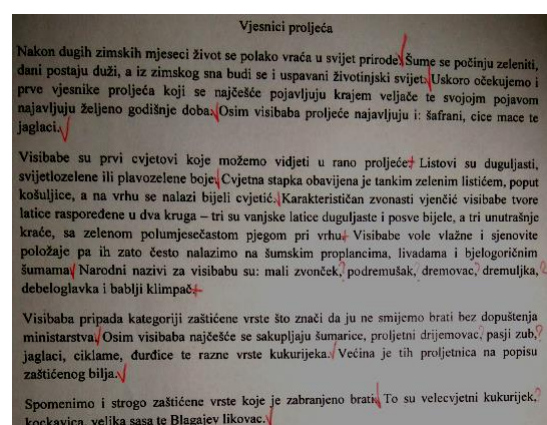 Vjesnici proljeća
Nakon dugih zimskih mjeseci život se polako vraća u svijet prirode. Šume se počinju zeleniti,
dani postaju duži, a iz zimskog sna budi se i uspavani životinjski svijet. Uskoro očekujemo i
prve vjesnike proljeća koji se najčešće pojavljuju krajem veljače te svojojm pojavom
najavljuju željeno godišnje doba. Osim visibaba proljeće najavljuju i: šafrani, cice mace te
jaglaci.
Visibabe su prvi cvjetovi koje možemo vidjeti u rano proljeće. Listovi su duguljasti,
svijetlozelene ili plavozelene boje. Cvjetna stapka obavijena je tankim zelenim listićem, poput
košuljice, a na vrhu se nalazi bijeli cvjetić. Karakterističan zvonasti vjenčić visibabe tvore
latice raspoređene u dva kruga – tri su vanjske latice duguljaste i posve bijele, a tri unutrašnje
kraće, sa zelenom polumjesečastom pjegom pri vrhu. Visibabe vole vlažne i sjenovite
položaje pa ih zato često nalazimo na šumskim proplancima, livadama i bjelogoričnim
šumama. Narodni nazivi za visibabu su: mali zvonček, podremušak, dremovac, dremuljka,
debeloglavka i bablji klimpač.
Visibaba pripada kategoriji zaštićene vrste što znači da ju ne smijemo brati bez dopuštenja
ministarstva. Osim visibaba najčešće se sakupljaju šumarice, proljetni drijemovac, pasji zub,
jaglaci, ciklame, đurđice te razne vrste kukurijeka. Većina je tih proljetnica na popisu
zaštićenog bilja.
Spomenimo i strogo zaštićene vrste koje je zabranjeno brati. To su velecvjetni kukurijek,
kockavica, velika sasa te Blagajev likovac.